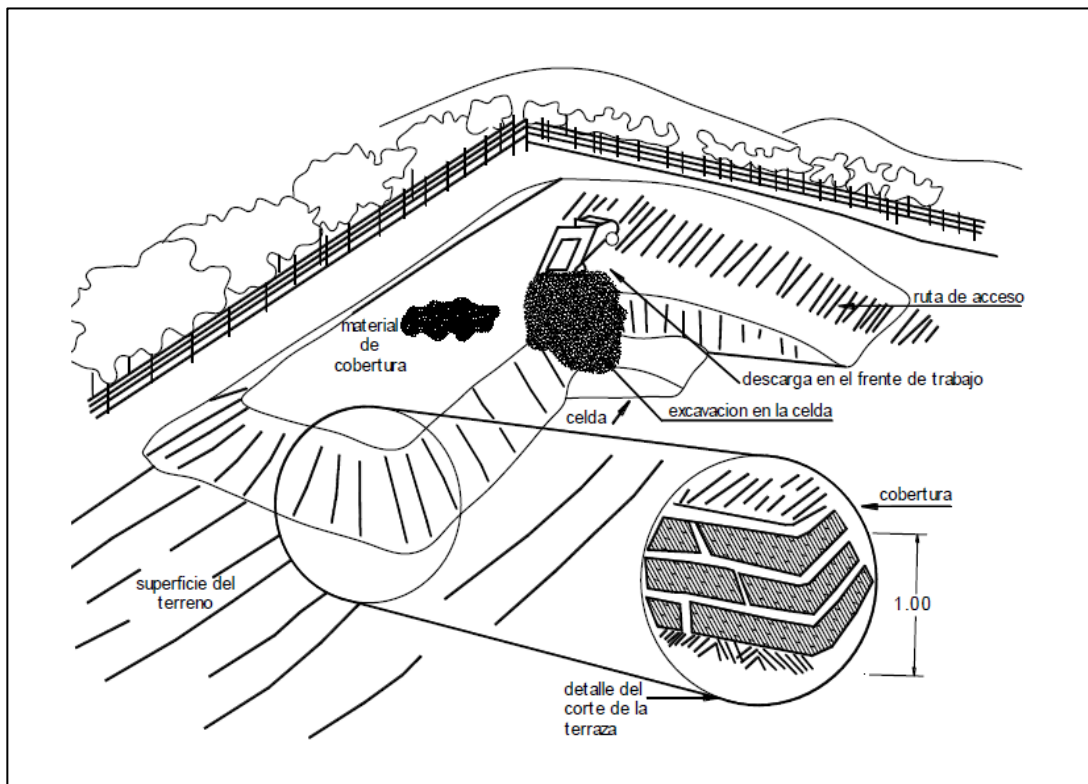 ruta de acceso
material
de
cobertura
descarga en el frente de trabajo
excavacion en la celda
celda
cobertura
superficie del
terreno
1.00
detalle del
corte de la
terraza